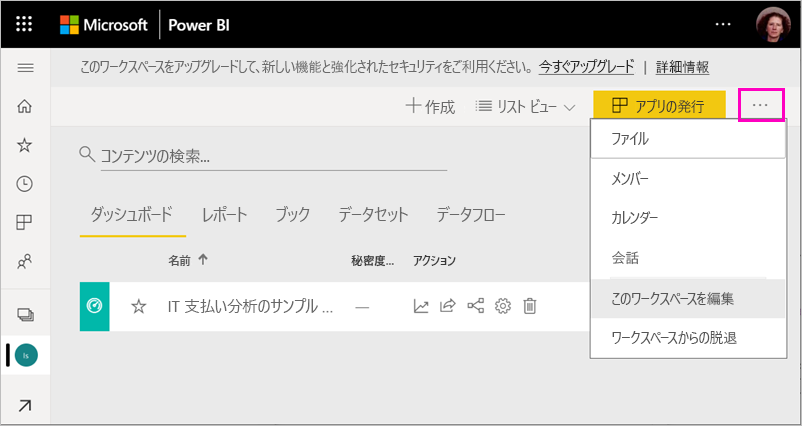 Microsoft Power BI ...
このワークスペースをアップグレードして、新しい機能と強化されたセキュリティをご利用ください。 今すぐアップグレード | 詳細情報
作成 リスト ビュー アプリの発行 ...
ファイル
メンバー
カレンダー
会話
このワークスペースを編集
ワークスペースからの脱退
コンテンツの検索...
ダッシュボード レポート ブック データセット データフロー
名前 ↑ 秘密度... アクション
IT 支払い分析のサンプル ... —
Is